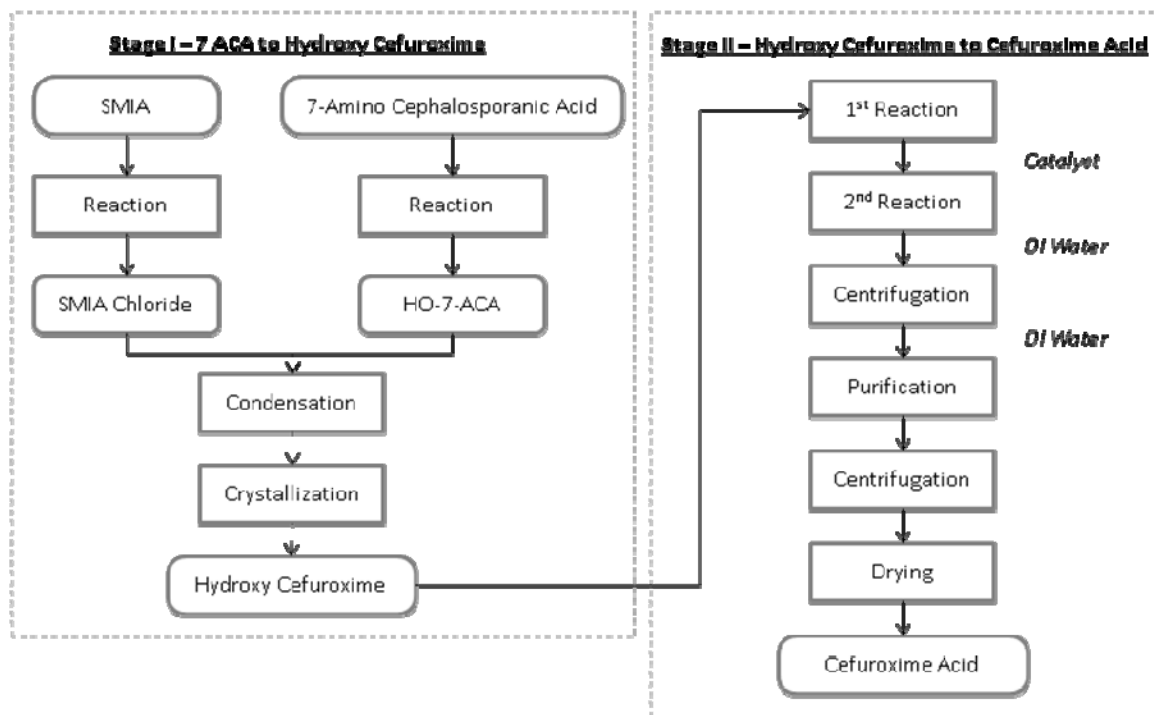 Stage I – 7 ACA to Hydroxy Cefuroxime
SMIA
7-Amino Cephalosporanic Acid
Reaction
Reaction
SMIA Chloride
HO-7-ACA
Condensation
Crystallization
Hydroxy Cefuroxime
Stage II – Hydroxy Cefuroxime to Cefuroxime Acid
1st Reaction
Catalyst
2nd Reaction
DI Water
Centrifugation
DI Water
Purification
Centrifugation
Drying
Cefuroxime Acid